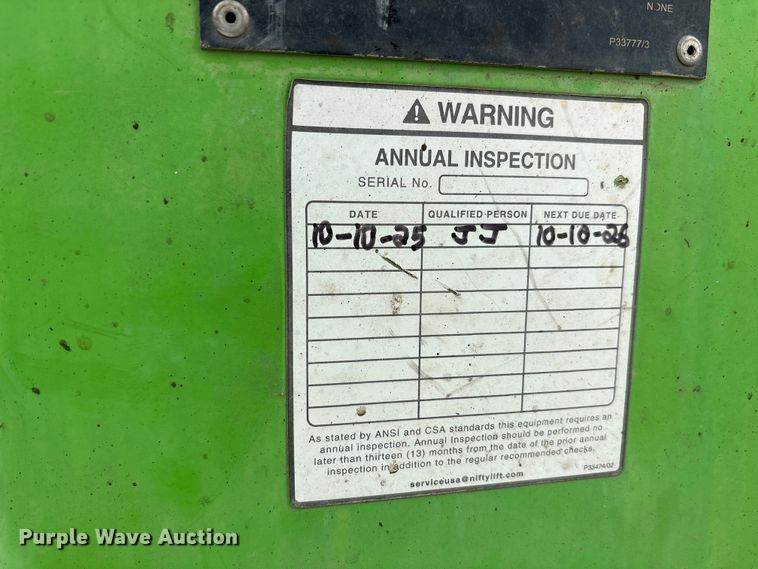 NONE
P33777/3
WARNING
ANNUAL INSPECTION
SERIAL No.
DATE QUALIFIED PERSON NEXT DUE DATE
10-10-25 JJ 10-10-26
As stated by ANSI and CSA standards this equipment requires an
annual inspection. Annual Inspection should be performed no
later than thirteen (13) months from the date of the prior annual
inspection in addition to the regular recommended checks.
P33474/02
serviceusa@niftylift.com
Purple Wave Auction